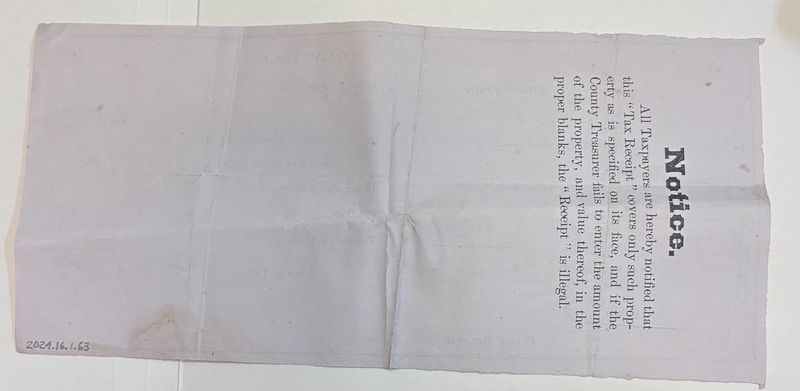 Notice.
All Taxpayers are hereby notified that
this "Tax Receipt" covers only such prop-
erty as is specified on its face, and if the
County Treasurer fails to enter the amount
of the property, and value thereof, in the
proper blanks, the "Receipt" is illegal.
2024.16.1.63